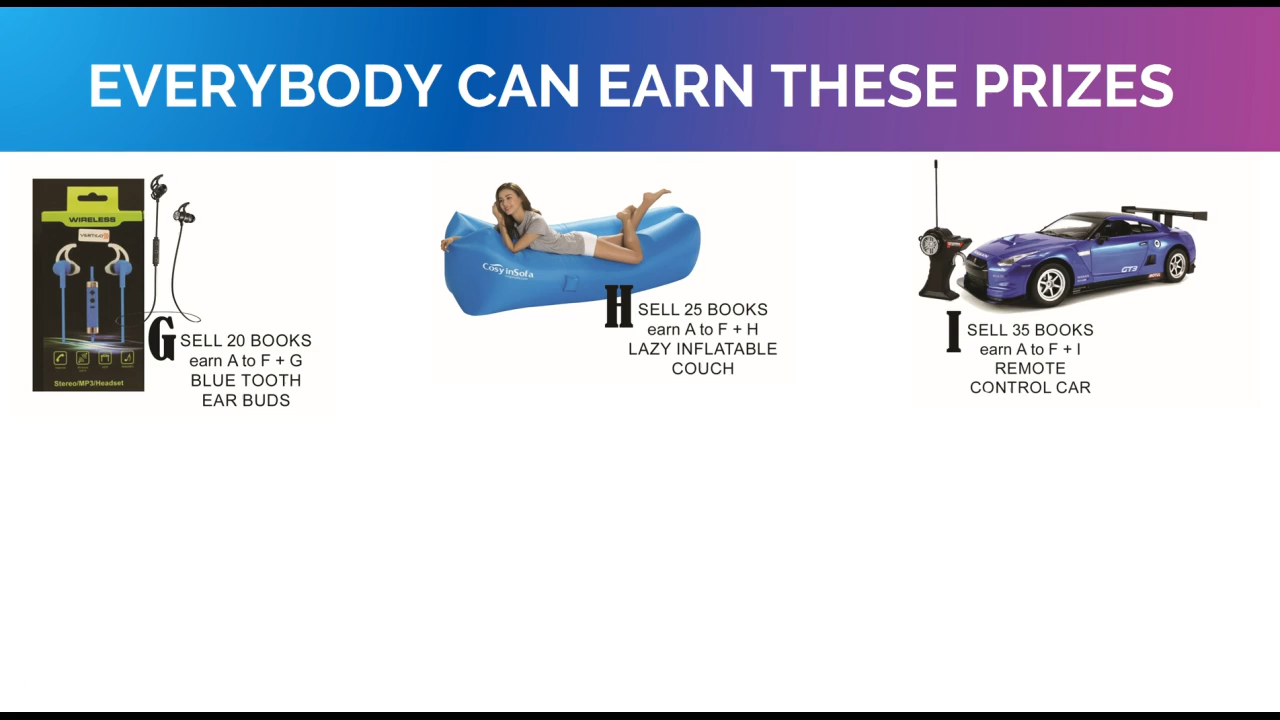 EVERYBODY CAN EARN THESE PRIZES
WIRELESS
VERTIGO
Stereo/MP3/Headset
G
SELL 20 BOOKS
earn A to F + G
BLUE TOOTH
EAR BUDS
Cosy inSofa
H
SELL 25 BOOKS
earn A to F + H
LAZY INFLATABLE
COUCH
GT3
I
SELL 35 BOOKS
earn A to F + I
REMOTE
CONTROL CAR